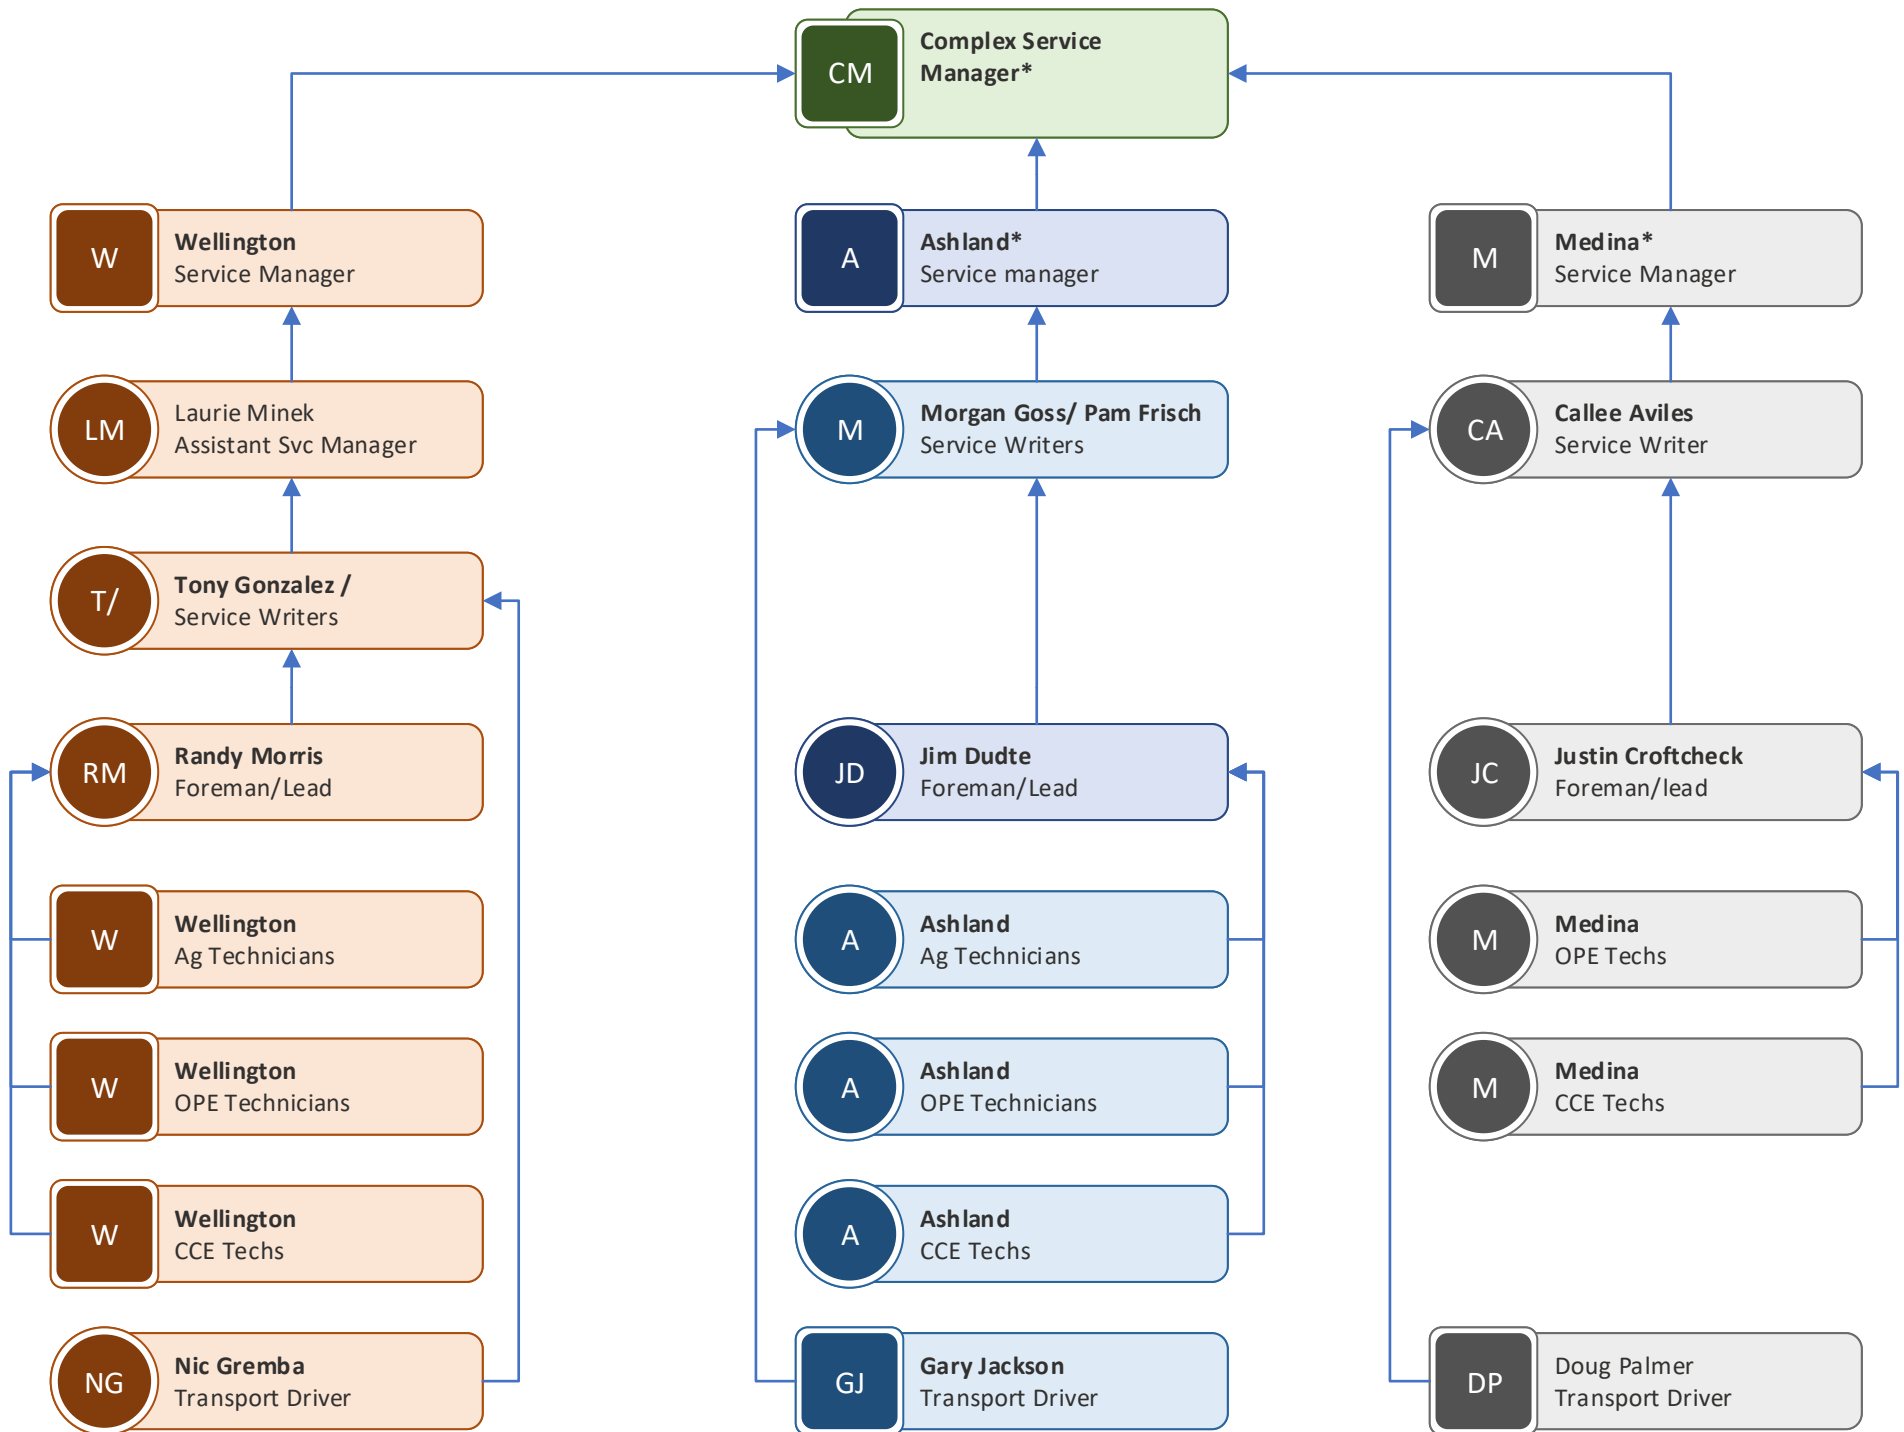 CM
Complex Service
Manager*
W
Wellington
Service Manager
A
Ashland*
Service manager
M
Medina*
Service Manager
LM
Laurie Minek
Assistant Svc Manager
M
Morgan Goss/ Pam Frisch
Service Writers
CA
Callee Aviles
Service Writer
T/
Tony Gonzalez /
Service Writers
RM
Randy Morris
Foreman/Lead
JD
Jim Dudte
Foreman/Lead
JC
Justin Croftcheck
Foreman/lead
W
Wellington
Ag Technicians
A
Ashland
Ag Technicians
M
Medina
OPE Techs
W
Wellington
OPE Technicians
A
Ashland
OPE Technicians
M
Medina
CCE Techs
W
Wellington
CCE Techs
A
Ashland
CCE Techs
NG
Nic Gremba
Transport Driver
GJ
Gary Jackson
Transport Driver
DP
Doug Palmer
Transport Driver